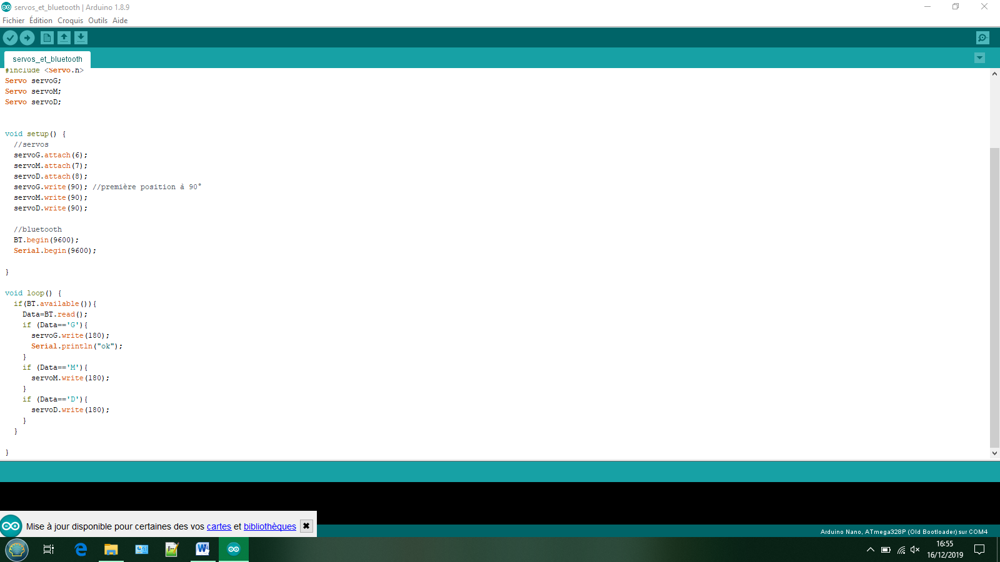 servos_et_bluetooth | Arduino 1.8.9
Fichier Édition Croquis Outils Aide
servos_et_bluetooth
#include <Servo.h>
Servo servoG;
Servo servoM;
Servo servoD;
void setup() {
//servos
servoG.attach(6);
servoM.attach(7);
servoD.attach(8);
servoG.write(90); //première position à 90°
servoM.write(90);
servoD.write(90);
//bluetooth
BT.begin(9600);
Serial.begin(9600);
}
void loop() {
if(BT.available()){
Data=BT.read();
if (Data=='G'){
servoG.write(180);
Serial.println("ok");
}
if (Data=='M'){
servoM.write(180);
}
if (Data=='D'){
servoD.write(180);
}
}
}
Mise à jour disponible pour certaines des vos cartes et bibliothèques
Arduino Nano, ATmega328P (Old Bootloader) sur COM4
16:55
16/12/2019